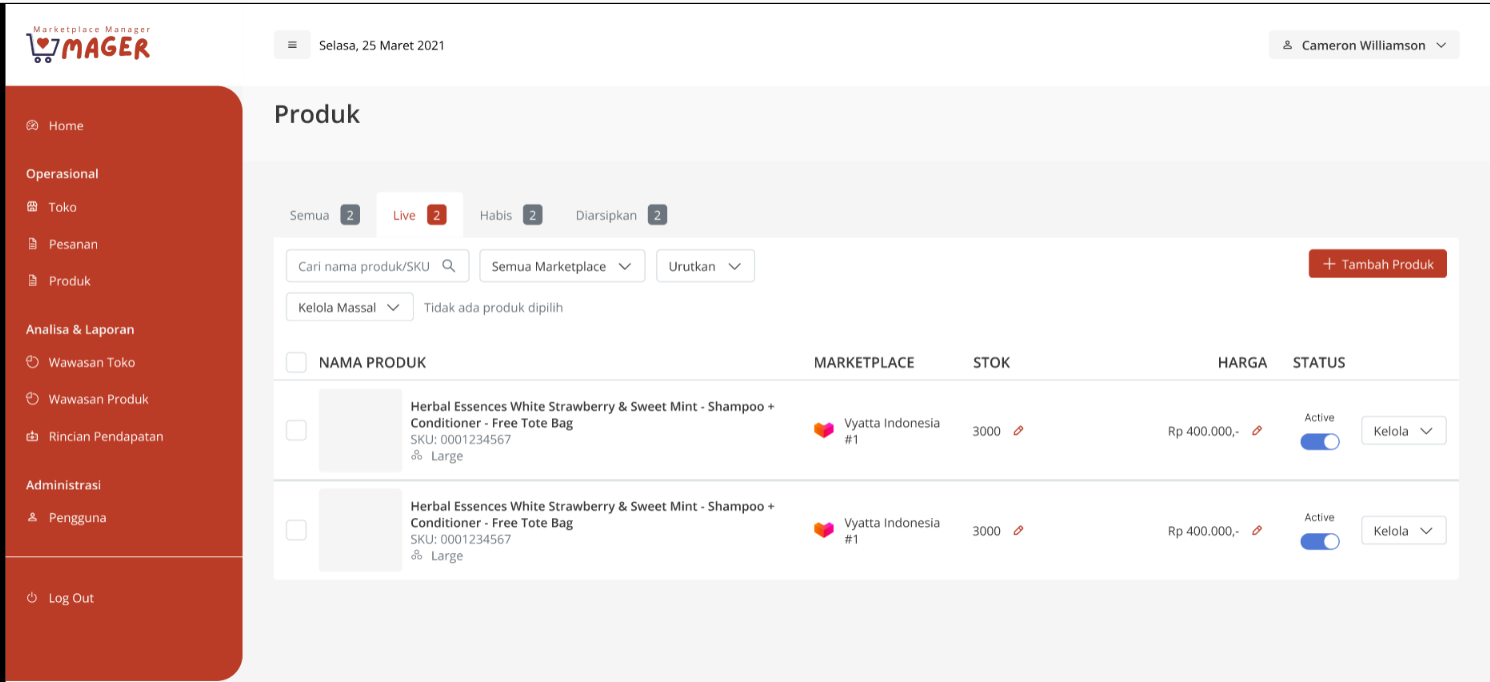 Marketplace Manager
MAGER
Selasa, 25 Maret 2021
Cameron Williamson
Home
Operasional
Toko
Pesanan
Produk
Analisa & Laporan
Wawasan Toko
Wawasan Produk
Rincian Pendapatan
Administrasi
Pengguna
Log Out
Produk
Semua 2
Live 2
Habis 2
Diarsipkan 2
Cari nama produk/SKU
Semua Marketplace
Urutkan
+ Tambah Produk
Kelola Massal
Tidak ada produk dipilih
NAMA PRODUK MARKETPLACE STOK HARGA STATUS
Herbal Essences White Strawberry & Sweet Mint - Shampoo +
Conditioner - Free Tote Bag
SKU: 0001234567
Large
Vyatta Indonesia
#1
3000
Rp 400.000,-
Active
Kelola
Herbal Essences White Strawberry & Sweet Mint - Shampoo +
Conditioner - Free Tote Bag
SKU: 0001234567
Large
Vyatta Indonesia
#1
3000
Rp 400.000,-
Active
Kelola